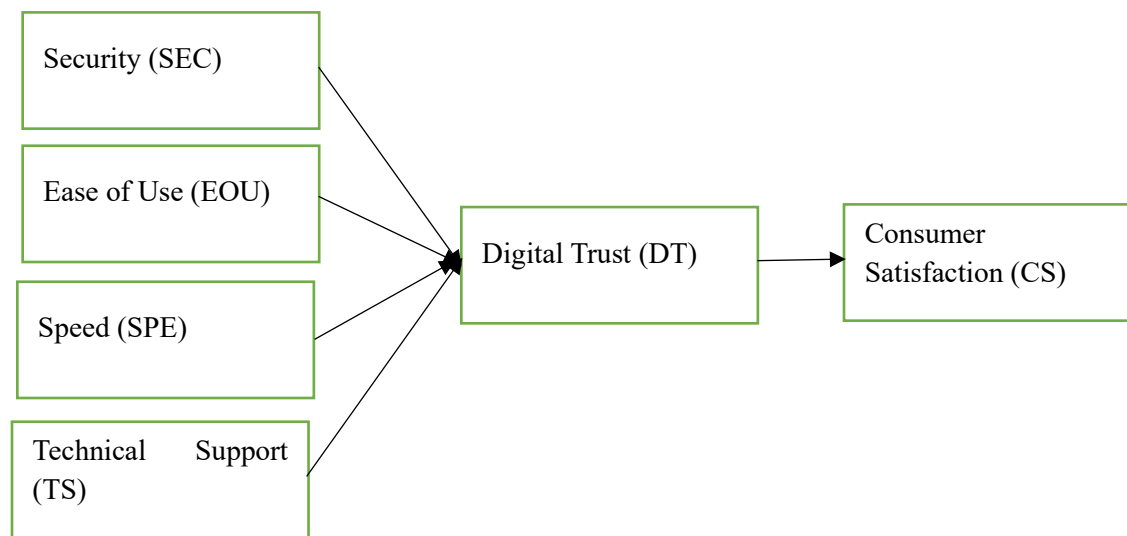 Security (SEC)
Ease of Use (EOU)
Speed (SPE)
Technical Support
(TS)
Digital Trust (DT)
Consumer
Satisfaction (CS)